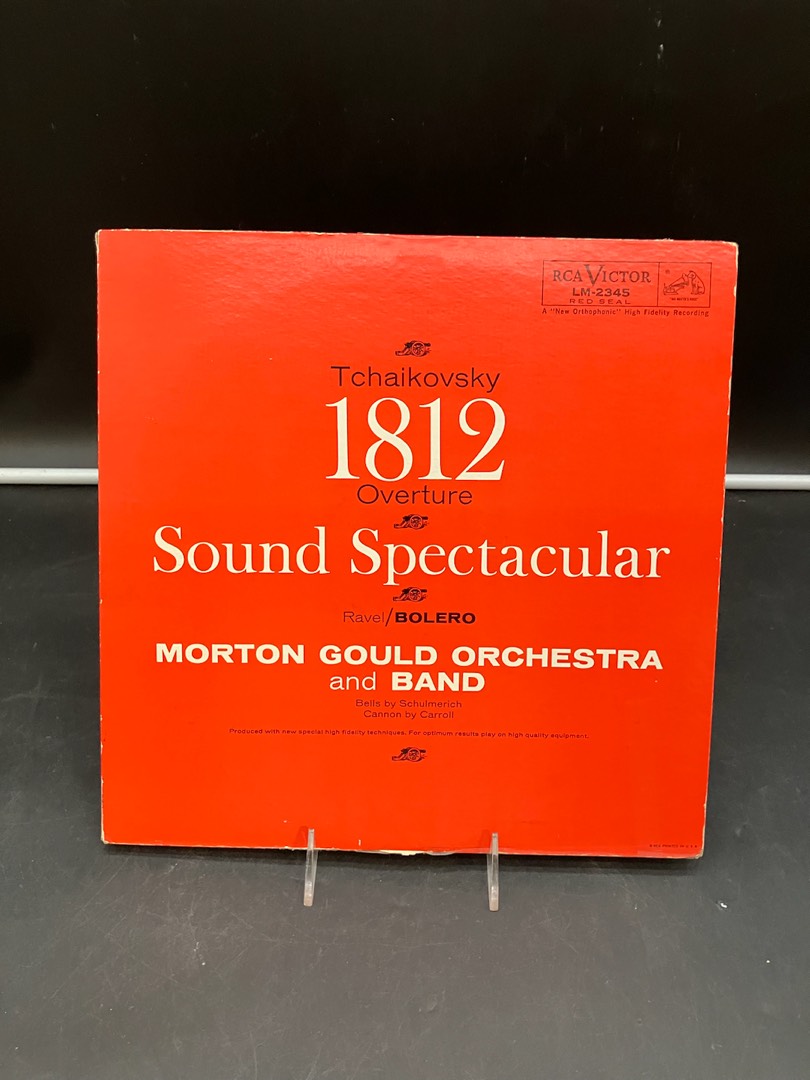 RCA VICTOR
LM-2345
RED SEAL
A "New Orthophonic" High Fidelity Recording
Tchaikovsky
1812
Overture
Sound Spectacular
Ravel/BOLERO
MORTON GOULD ORCHESTRA
and BAND
Bells by Schulmerich
Cannon by Carroll
Produced with new special high fidelity techniques. For optimum results play on high quality equipment.